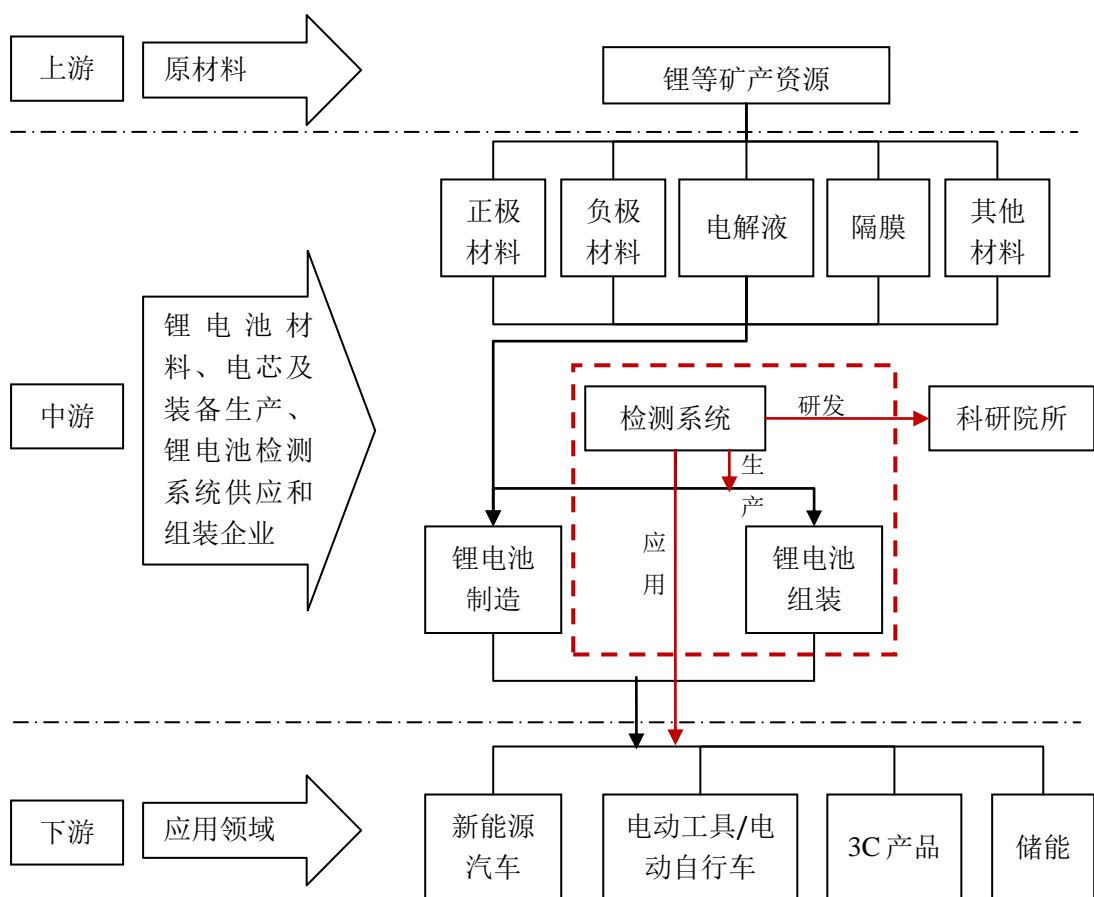 上游
原材料
锂等矿产资源
正极
材料
负极
材料
电解液
隔膜
其他
材料
中游
锂电池材
料、电芯及
装备生产、
锂电池检测
系统供应和
组装企业
检测系统
研发
科研院所
生
产
应
用
锂电池
制造
锂电池
组装
下游
应用领域
新能源
汽车
电动工具/电
动自行车
3C 产品
储能